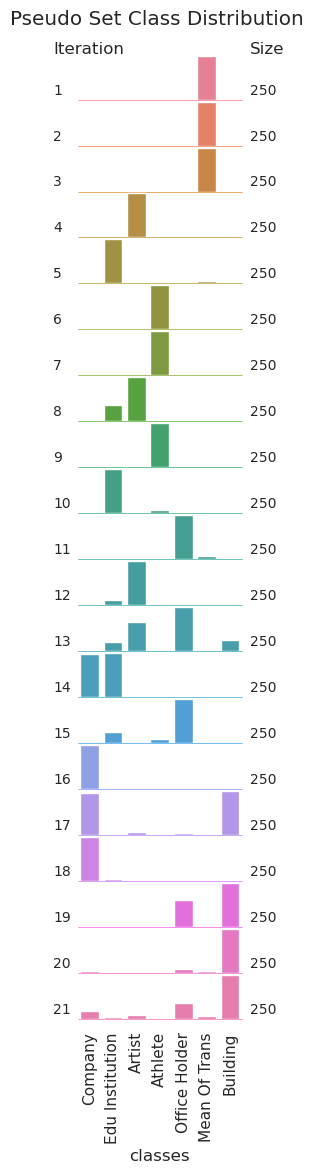 Pseudo Set Class Distribution
Iteration Size
1 250
2 250
3 250
4 250
5 250
6 250
7 250
8 250
9 250
10 250
11 250
12 250
13 250
14 250
15 250
16 250
17 250
18 250
19 250
20 250
21 250
Company
Edu Institution
Artist
Athlete
Office Holder
Mean Of Trans
Building
classes